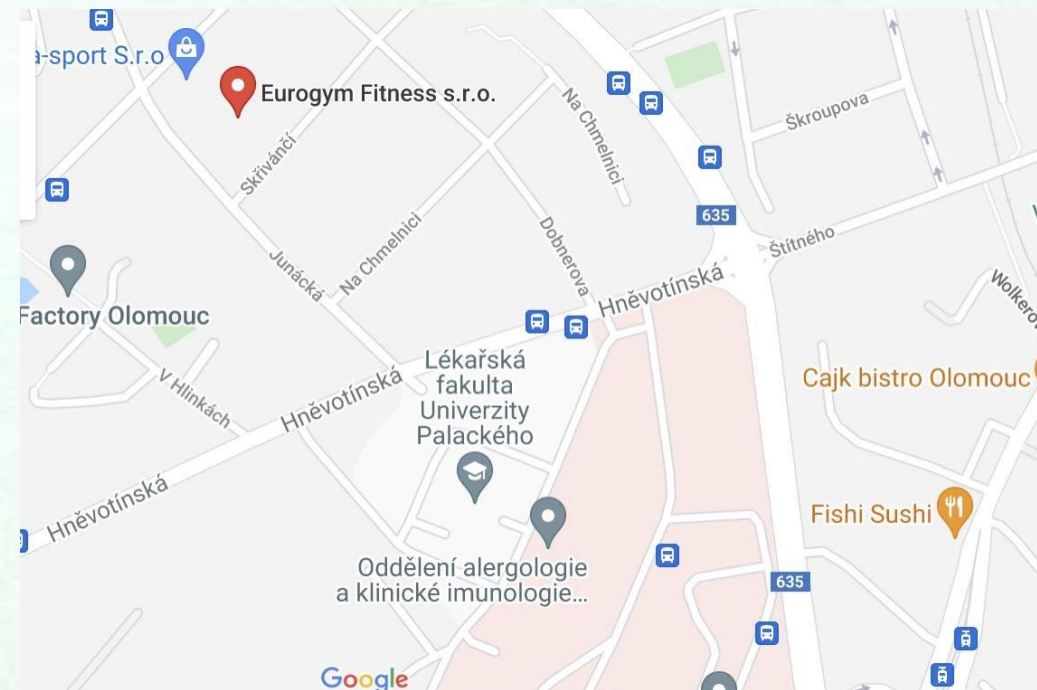 a-sport S.r.o
Eurogym Fitness s.r.o.
Na Chmelnici
Škroupova
Skřivánčí
635
Na Chmelnici
Dobnerova
Štítného
Junácká
Hněvotínská
Factory Olomouc
Lékařská
fakulta
Univerzity
Palackého
Cajk bistro Olomouc
V Hlinkách
Hněvotínská
Hněvotínská
Fishi Sushi
Oddělení alergologie
a klinické imunologie...
635
Google